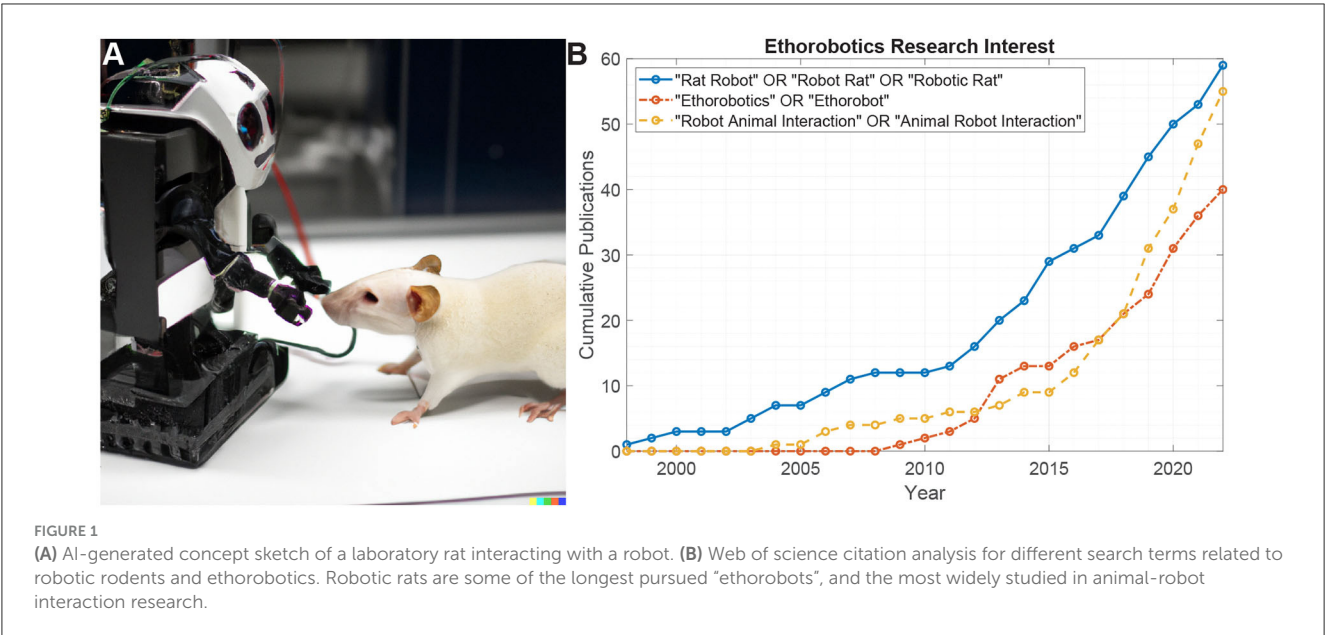 A
B
Ethorobotics Research Interest
"Rat Robot" OR "Robot Rat" OR "Robotic Rat"
"Ethorobotics" OR "Ethorobot"
"Robot Animal Interaction" OR "Animal Robot Interaction"
Cumulative Publications
60
50
40
30
20
10
0
2000
2005
2010
2015
2020
Year
FIGURE 1
(A) AI-generated concept sketch of a laboratory rat interacting with a robot. (B) Web of science citation analysis for different search terms related to
robotic rodents and ethorobotics. Robotic rats are some of the longest pursued “ethorobots”, and the most widely studied in animal-robot
interaction research.